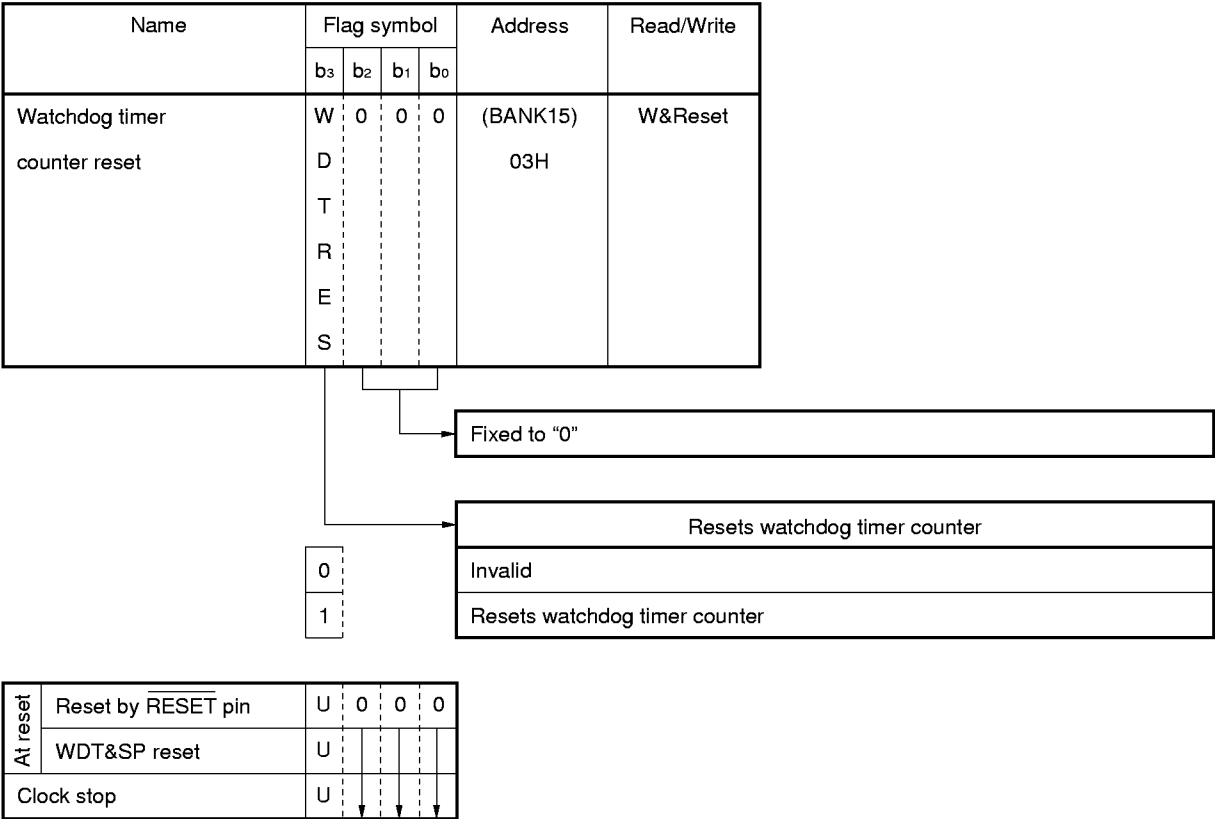 Name Flag symbol Address Read/Write
b3 b2 b1 b0
Watchdog timer W 0 0 0 (BANK15) W&Reset
counter reset D 03H
T
R
E
S
Fixed to “0”
Resets watchdog timer counter
0 Invalid
1 Resets watchdog timer counter
At reset
Reset by RESET pin U 0 0 0
WDT&SP reset U
Clock stop U